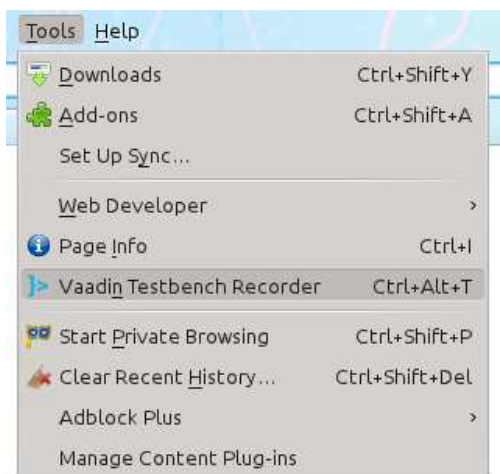 Tools Help
Downloads Ctrl+Shift+Y
Add-ons Ctrl+Shift+A
Set Up Sync...
Web Developer
Page Info Ctrl+I
Vaadin Testbench Recorder Ctrl+Alt+T
Start Private Browsing Ctrl+Shift+P
Clear Recent History... Ctrl+Shift+Del
Adblock Plus
Manage Content Plug-ins